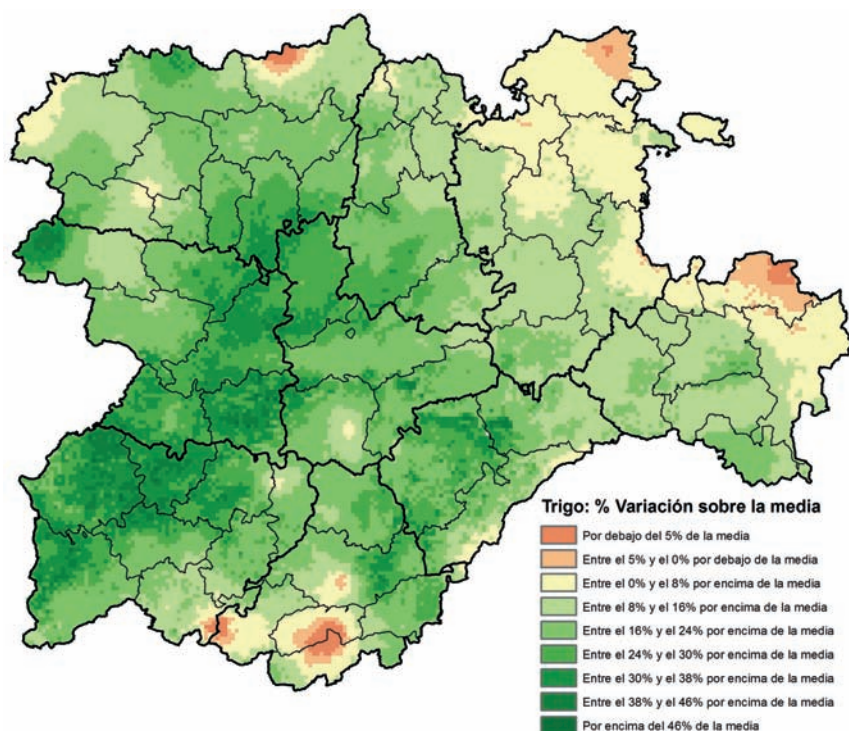 Trigo: % Variación sobre la media
Por debajo del 5% de la media
Entre el 5% y el 0% por debajo de la media
Entre el 0% y el 8% por encima de la media
Entre el 8% y el 16% por encima de la media
Entre el 16% y el 24% por encima de la media
Entre el 24% y el 30% por encima de la media
Entre el 30% y el 38% por encima de la media
Entre el 38% y el 46% por encima de la media
Por encima del 46% de la media